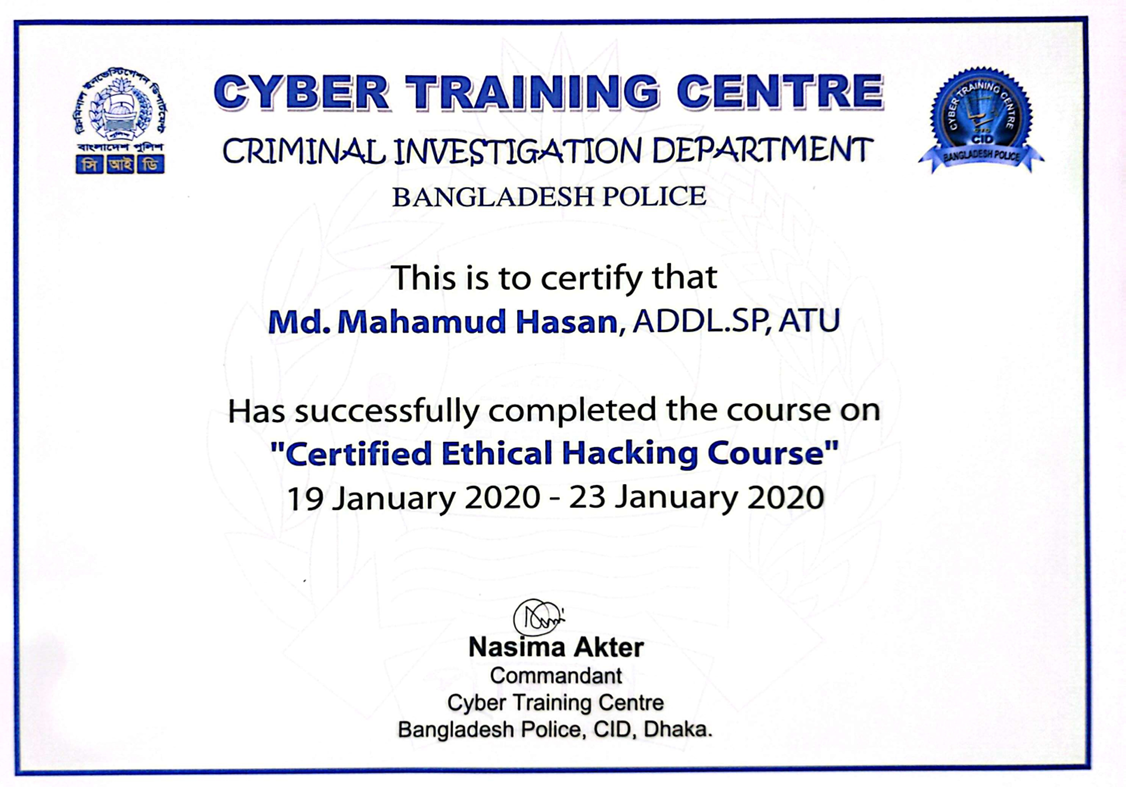 ক্রিমিনাল ইনভেস্টিগেশন ডিপার্টমেন্ট
বাংলাদেশ পুলিশ
সি আই ডি
CYBER TRAINING CENTRE
CRIMINAL INVESTIGATION DEPARTMENT
BANGLADESH POLICE
CYBER TRAINING CENTRE
CID
BANGLADESH POLICE
This is to certify that
Md. Mahamud Hasan, ADDL.SP, ATU
Has successfully completed the course on
"Certified Ethical Hacking Course"
19 January 2020 - 23 January 2020
Nasima Akter
Commandant
Cyber Training Centre
Bangladesh Police, CID, Dhaka.